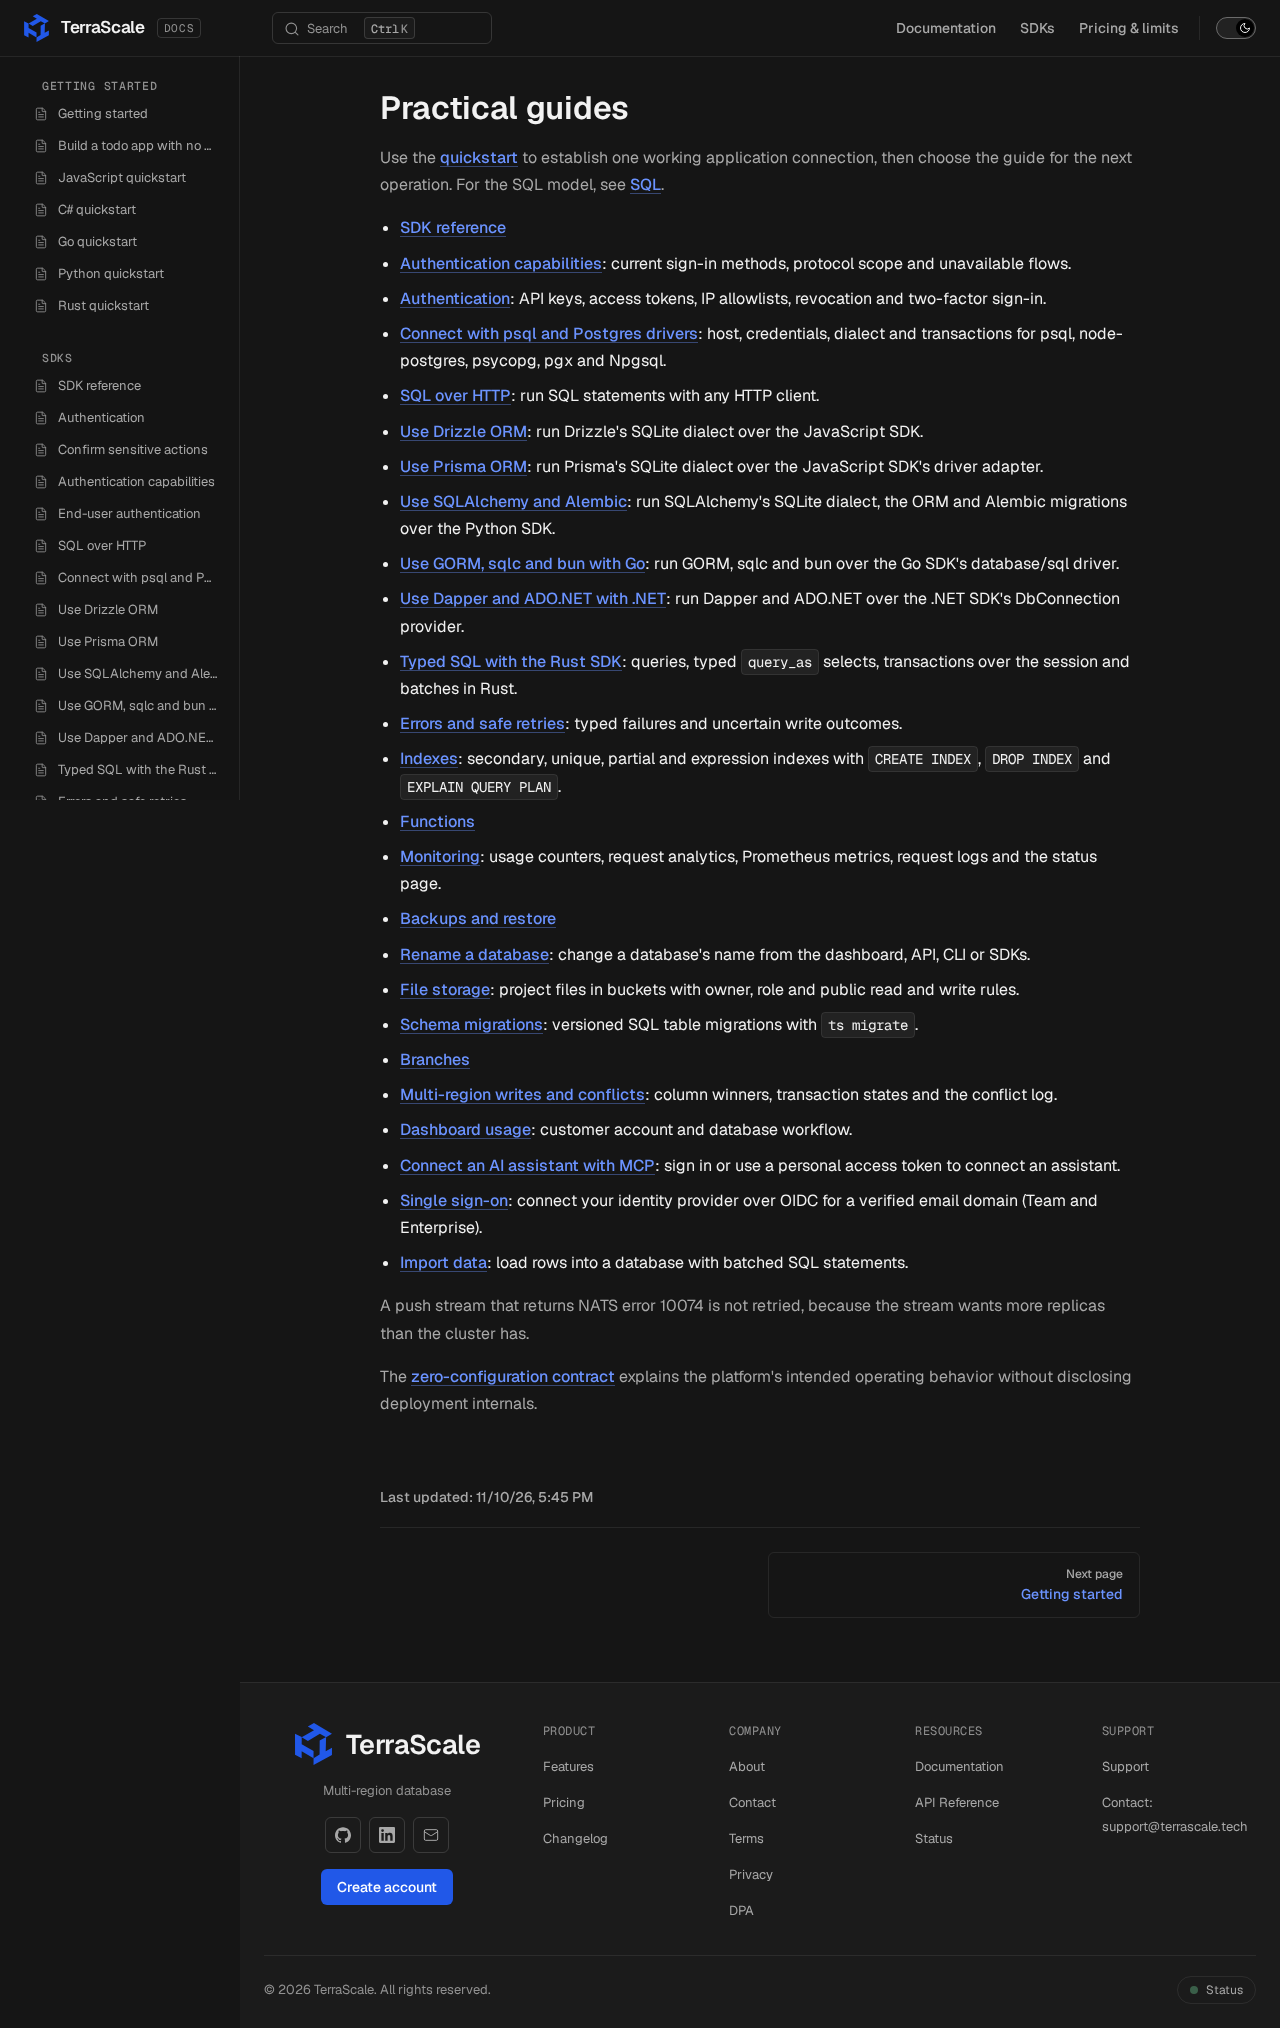 TerraScale DOCS
Search Ctrl K
Documentation SDKs Pricing & limits
GETTING STARTED
Getting started
Build a todo app with no …
JavaScript quickstart
C# quickstart
Go quickstart
Python quickstart
Rust quickstart
SDKS
SDK reference
Authentication
Confirm sensitive actions
Authentication capabilities
End-user authentication
SQL over HTTP
Connect with psql and P…
Use Drizzle ORM
Use Prisma ORM
Use SQLAlchemy and Ale…
Use GORM, sqlc and bun …
Use Dapper and ADO.NE…
Typed SQL with the Rust …
Errors and safe retries
Practical guides
Use the quickstart to establish one working application connection, then choose the guide for the next
operation. For the SQL model, see SQL.
SDK reference
Authentication capabilities: current sign-in methods, protocol scope and unavailable flows.
Authentication: API keys, access tokens, IP allowlists, revocation and two-factor sign-in.
Connect with psql and Postgres drivers: host, credentials, dialect and transactions for psql, node-
postgres, psycopg, pgx and Npgsql.
SQL over HTTP: run SQL statements with any HTTP client.
Use Drizzle ORM: run Drizzle's SQLite dialect over the JavaScript SDK.
Use Prisma ORM: run Prisma's SQLite dialect over the JavaScript SDK's driver adapter.
Use SQLAlchemy and Alembic: run SQLAlchemy's SQLite dialect, the ORM and Alembic migrations
over the Python SDK.
Use GORM, sqlc and bun with Go: run GORM, sqlc and bun over the Go SDK's database/sql driver.
Use Dapper and ADO.NET with .NET: run Dapper and ADO.NET over the .NET SDK's DbConnection
provider.
Typed SQL with the Rust SDK: queries, typed query_as selects, transactions over the session and
batches in Rust.
Errors and safe retries: typed failures and uncertain write outcomes.
Indexes: secondary, unique, partial and expression indexes with CREATE INDEX, DROP INDEX and
EXPLAIN QUERY PLAN.
Functions
Monitoring: usage counters, request analytics, Prometheus metrics, request logs and the status
page.
Backups and restore
Rename a database: change a database's name from the dashboard, API, CLI or SDKs.
File storage: project files in buckets with owner, role and public read and write rules.
Schema migrations: versioned SQL table migrations with ts migrate.
Branches
Multi-region writes and conflicts: column winners, transaction states and the conflict log.
Dashboard usage: customer account and database workflow.
Connect an AI assistant with MCP: sign in or use a personal access token to connect an assistant.
Single sign-on: connect your identity provider over OIDC for a verified email domain (Team and
Enterprise).
Import data: load rows into a database with batched SQL statements.
A push stream that returns NATS error 10074 is not retried, because the stream wants more replicas
than the cluster has.
The zero-configuration contract explains the platform's intended operating behavior without disclosing
deployment internals.
Last updated: 11/10/26, 5:45 PM
Next page
Getting started
TerraScale
Multi-region database
Create account
PRODUCT
Features
Pricing
Changelog
COMPANY
About
Contact
Terms
Privacy
DPA
RESOURCES
Documentation
API Reference
Status
SUPPORT
Support
Contact:
support@terrascale.tech
© 2026 TerraScale. All rights reserved.
Status